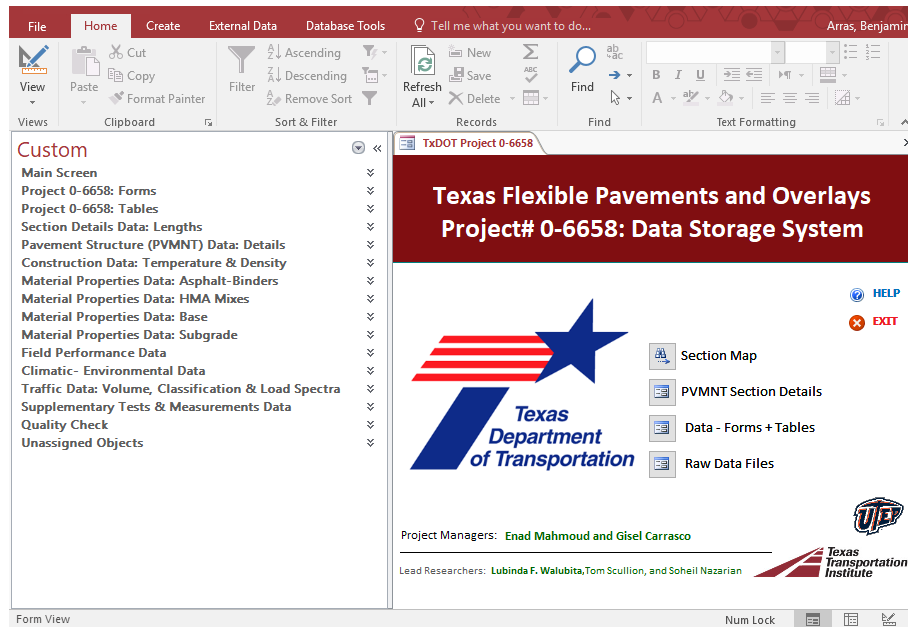 File Home Create External Data Database Tools Tell me what you want to do... Arras, Benjamin
View
Paste
Cut
Copy
Format Painter
Filter
Ascending
Descending
Remove Sort
Refresh
All
New
Save
Delete
ABC
Find
ab
ac
B I U
A ab
Views Clipboard Sort & Filter Records Find Text Formatting
Custom
Main Screen
Project 0-6658: Forms
Project 0-6658: Tables
Section Details Data: Lengths
Pavement Structure (PVMNT) Data: Details
Construction Data: Temperature & Density
Material Properties Data: Asphalt-Binders
Material Properties Data: HMA Mixes
Material Properties Data: Base
Material Properties Data: Subgrade
Field Performance Data
Climatic- Environmental Data
Traffic Data: Volume, Classification & Load Spectra
Supplementary Tests & Measurements Data
Quality Check
Unassigned Objects
TxDOT Project 0-6658
Texas Flexible Pavements and Overlays
Project# 0-6658: Data Storage System
HELP
EXIT
Section Map
PVMNT Section Details
Data - Forms + Tables
Raw Data Files
Texas
Department
of Transportation
UTEP
Project Managers: Enad Mahmoud and Gisel Carrasco
Lead Researchers: Lubinda F. Walubita,Tom Scullion, and Soheil Nazarian
Texas
Transportation
Institute
Form View
Num Lock